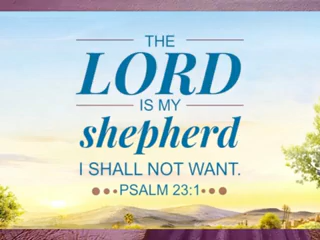 THE
LORD
IS MY
shepherd
I SHALL NOT WANT.
PSALM 23:1